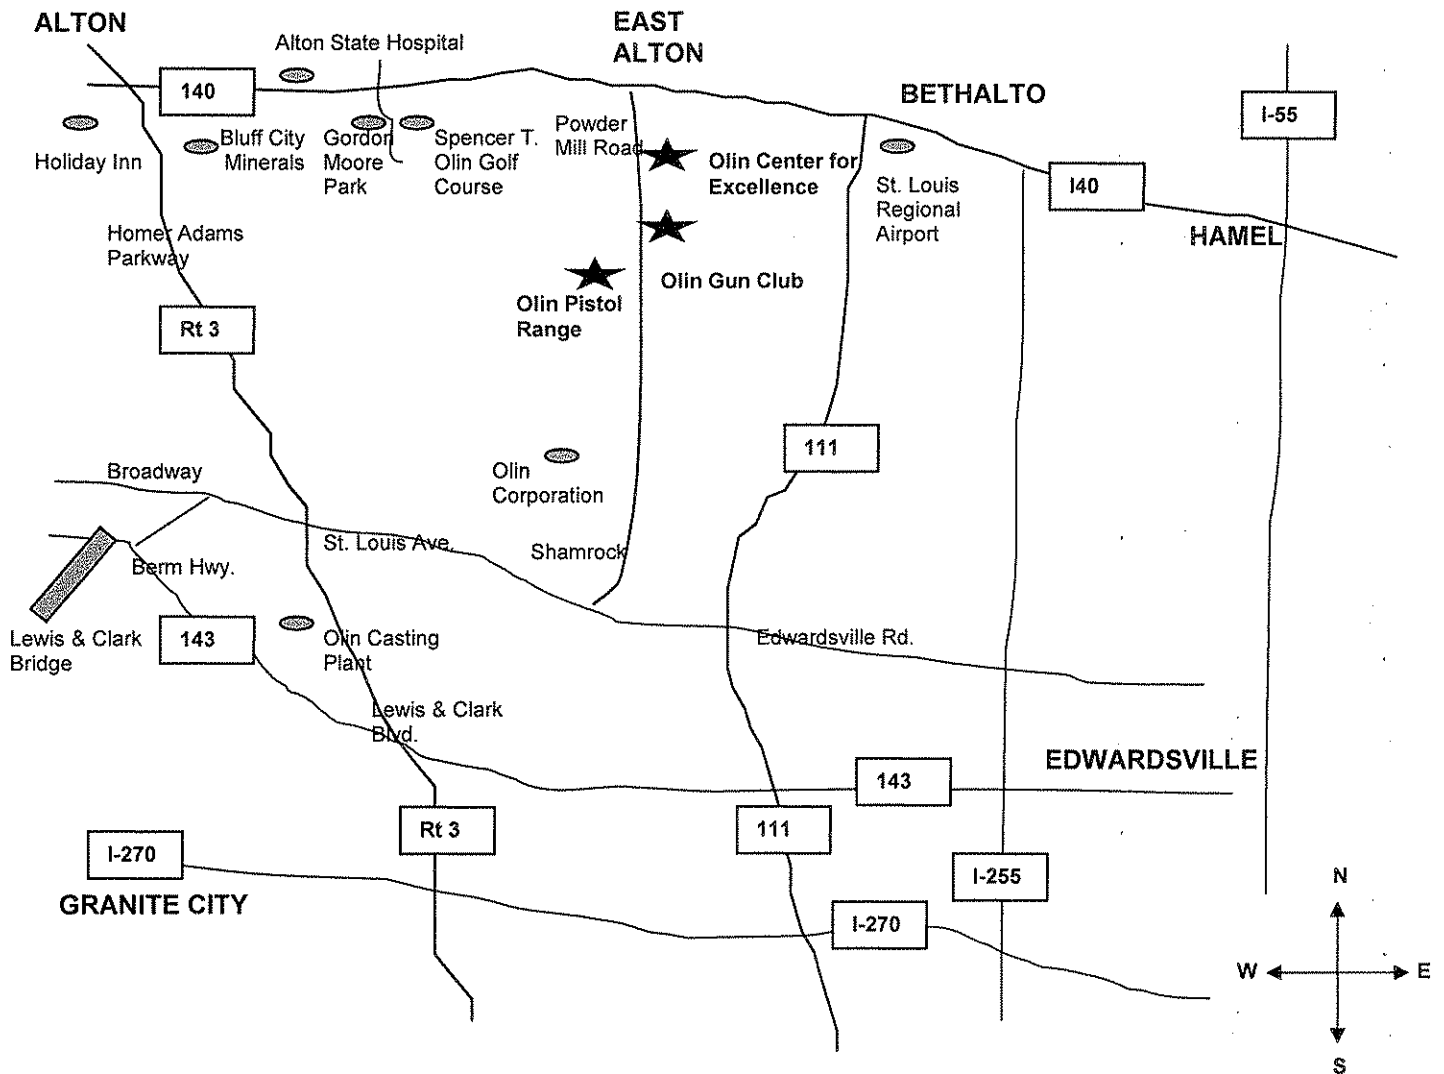 ALTON
EAST
ALTON
Alton State Hospital
140
BETHALTO
I-55
Holiday Inn
Bluff City
Minerals
Gordon
Moore
Park
Spencer T.
Olin Golf
Course
Powder
Mill Road
Olin Center for
Excellence
St. Louis
Regional
Airport
I40
HAMEL
Homer Adams
Parkway
Olin Gun Club
Olin Pistol
Range
Rt 3
111
Broadway
Olin
Corporation
St. Louis Ave.
Shamrock
Berm Hwy.
Lewis & Clark
Bridge
143
Olin Casting
Plant
Edwardsville Rd.
Lewis & Clark
Blvd.
EDWARDSVILLE
143
Rt 3
111
I-270
GRANITE CITY
I-255
I-270
N
W
E
S